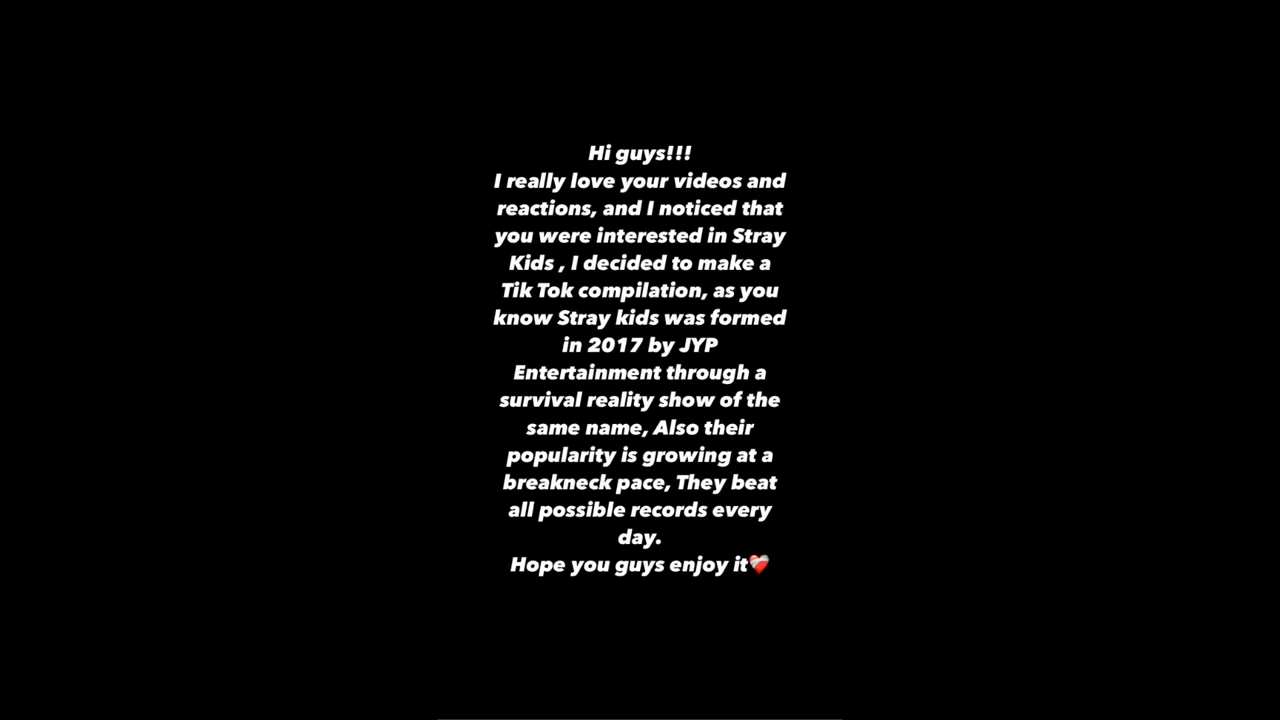 Hi guys!!!
I really love your videos and
reactions, and I noticed that
you were interested in Stray
Kids , I decided to make a
Tik Tok compilation, as you
know Stray kids was formed
in 2017 by JYP
Entertainment through a
survival reality show of the
same name, Also their
popularity is growing at a
breakneck pace, They beat
all possible records every
day.
Hope you guys enjoy it❤️‍🩹